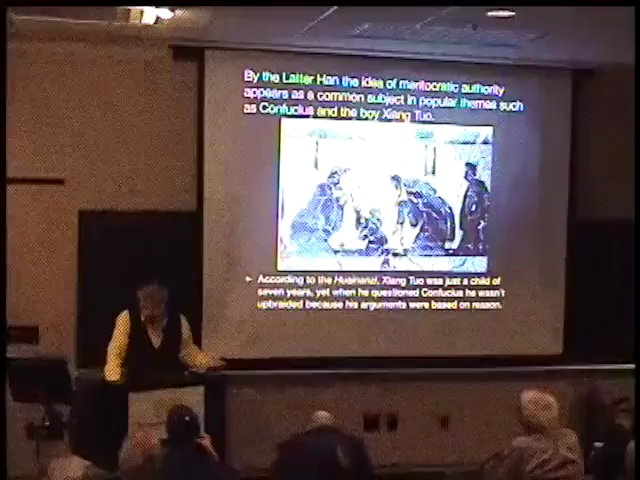 By the Latter Han the idea of meritocratic authority
appears as a common subject in popular themes such
as Confucius and the boy Xiang Tuo.
According to the Huainanzi, Xiang Tuo was just a child of
seven years, yet when he questioned Confucius he wasn't
upbraided because his arguments were based on reason.